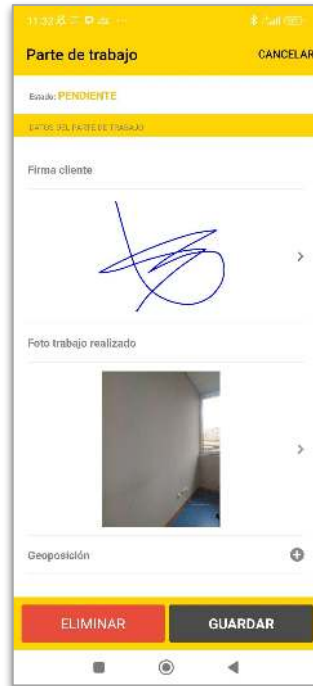 Parte de trabajo
CANCELAR
Estado: PENDIENTE
DATOS DEL PARTE DE TRABAJO
Firma cliente
Foto trabajo realizado
Geoposición
ELIMINAR
GUARDAR